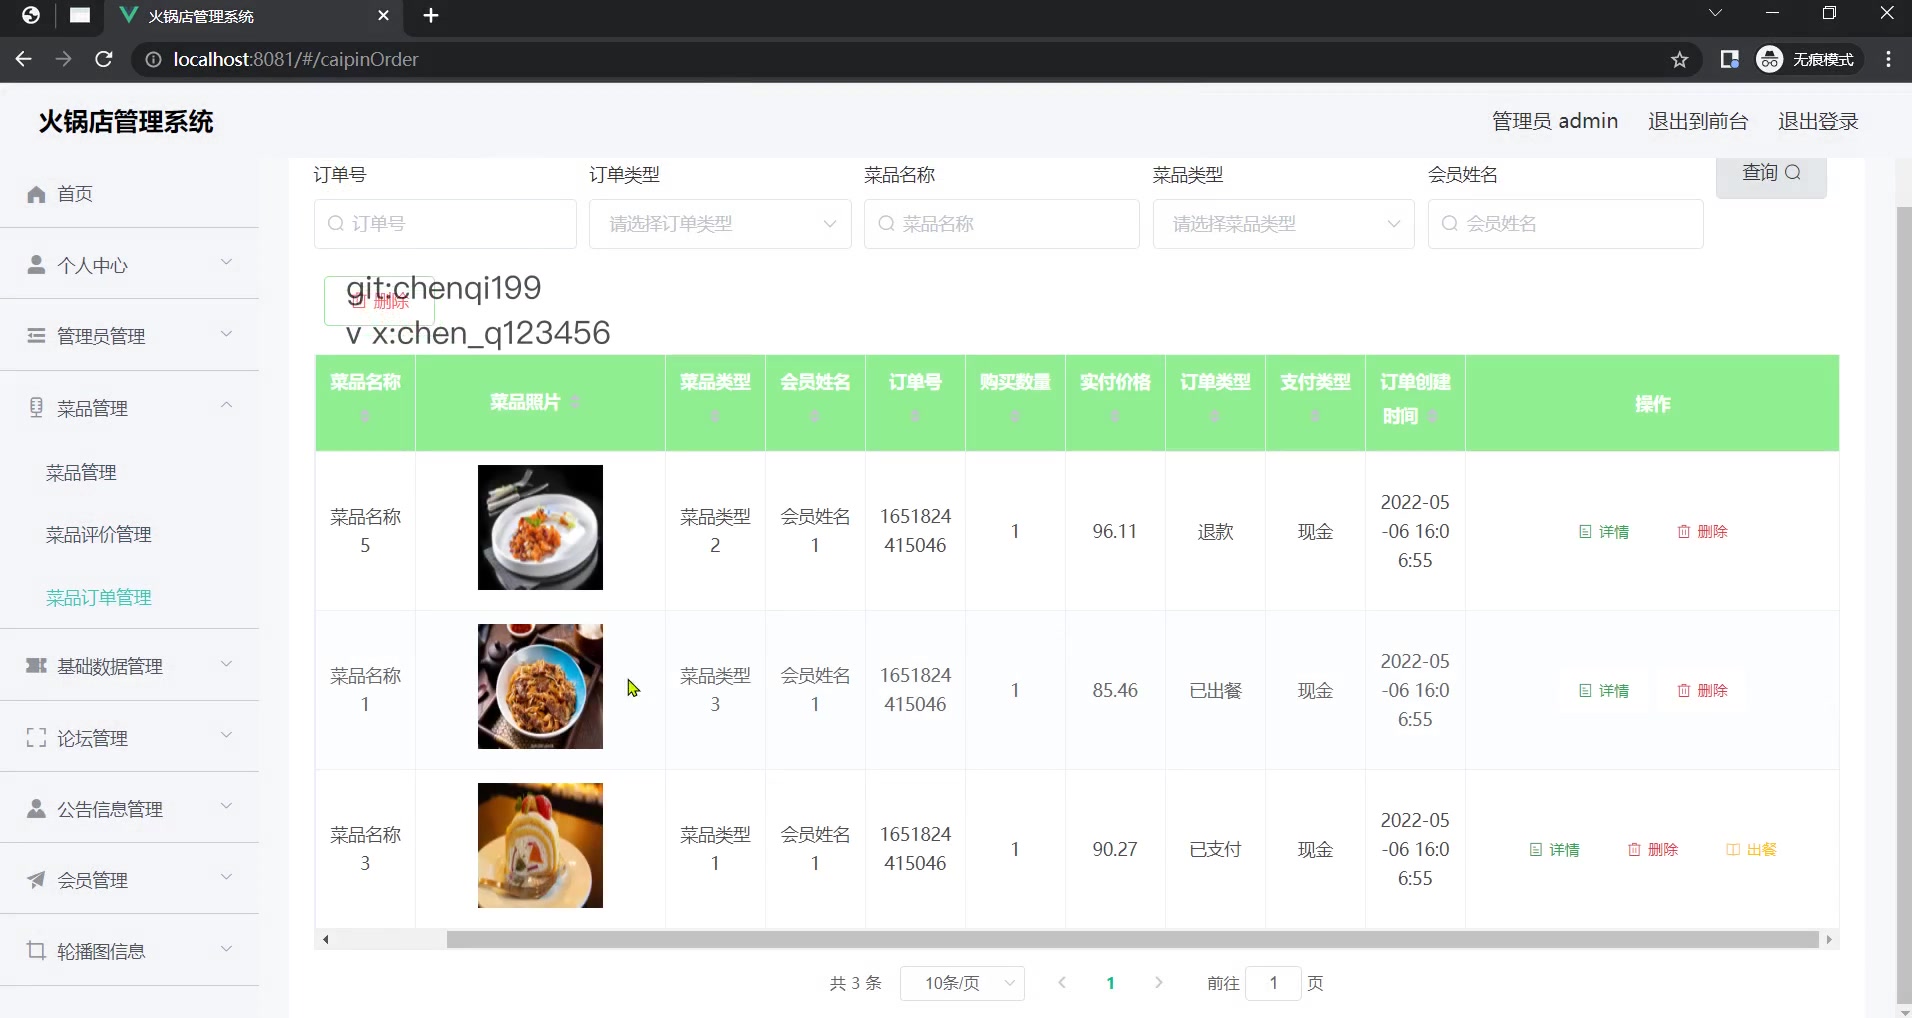 火锅店管理系统
localhost:8081/#/caipinOrder
无痕模式
火锅店管理系统
管理员 admin
退出到前台
退出登录
首页
个人中心
管理员管理
菜品管理
菜品管理
菜品评价管理
菜品订单管理
基础数据管理
论坛管理
公告信息管理
会员管理
轮播图信息
订单号 订单类型 菜品名称 菜品类型 会员姓名 查询
订单号 请选择订单类型 菜品名称 请选择菜品类型 会员姓名
git:chenqi199
删除
v x:chen_q123456
菜品名称 菜品照片 菜品类型 会员姓名 订单号 购买数量 实付价格 订单类型 支付类型 订单创建
时间 操作
2022-05
菜品名称 菜品类型 会员姓名 1651824
1 96.11 退款 现金 -06 16:0 详情 删除
5 2 1 415046
6:55
2022-05
菜品名称 菜品类型 会员姓名 1651824
1 85.46 已出餐 现金 -06 16:0 详情 删除
1 3 1 415046
6:55
2022-05
菜品名称 菜品类型 会员姓名 1651824
1 90.27 已支付 现金 -06 16:0 详情 删除 出餐
3 1 1 415046
6:55
共 3 条 10条/页 1 前往 1 页